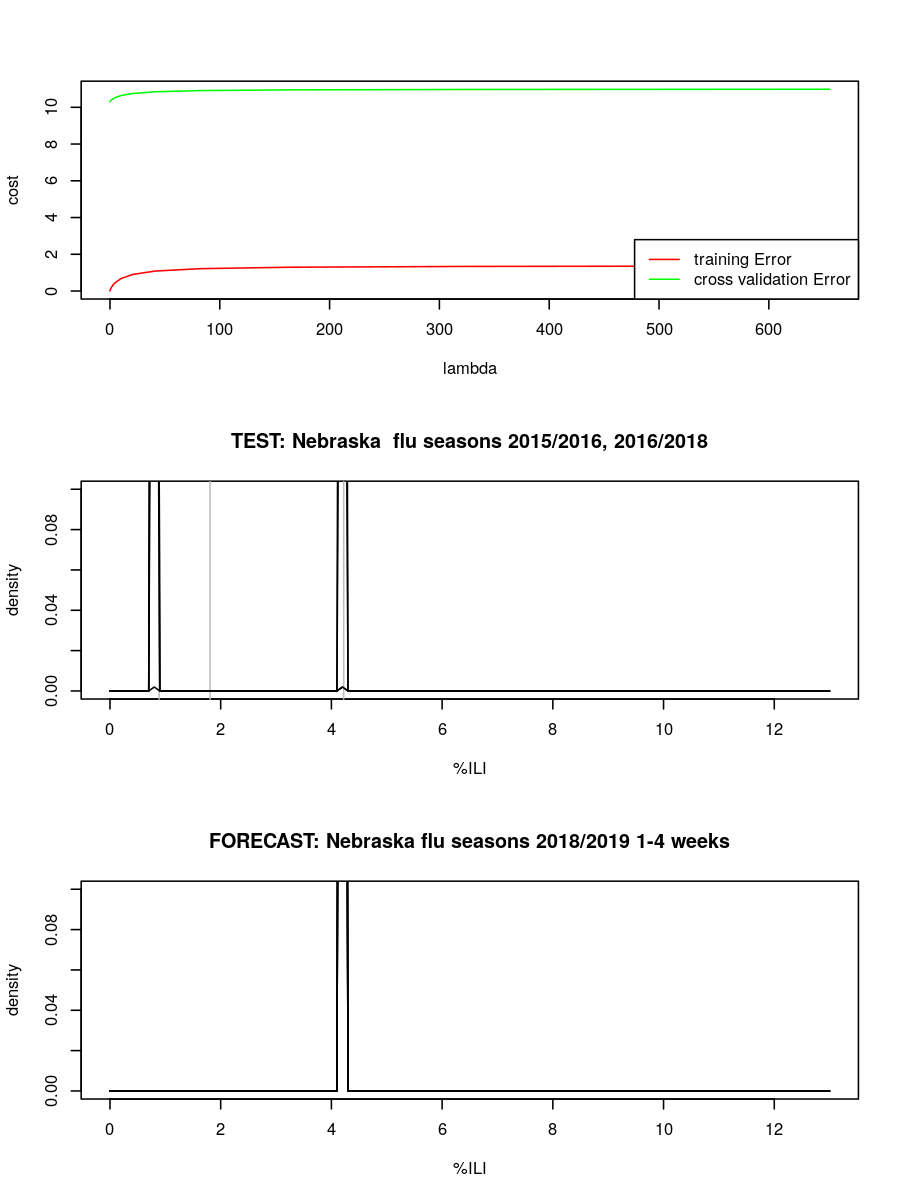 cost
10
8
6
4
2
0
training Error
cross validation Error
0 100 200 300 400 500 600
lambda
TEST: Nebraska  flu seasons 2015/2016, 2016/2018
density
0.08
0.04
0.00
0 2 4 6 8 10 12
%ILI
FORECAST: Nebraska flu seasons 2018/2019 1-4 weeks
density
0.08
0.04
0.00
0 2 4 6 8 10 12
%ILI